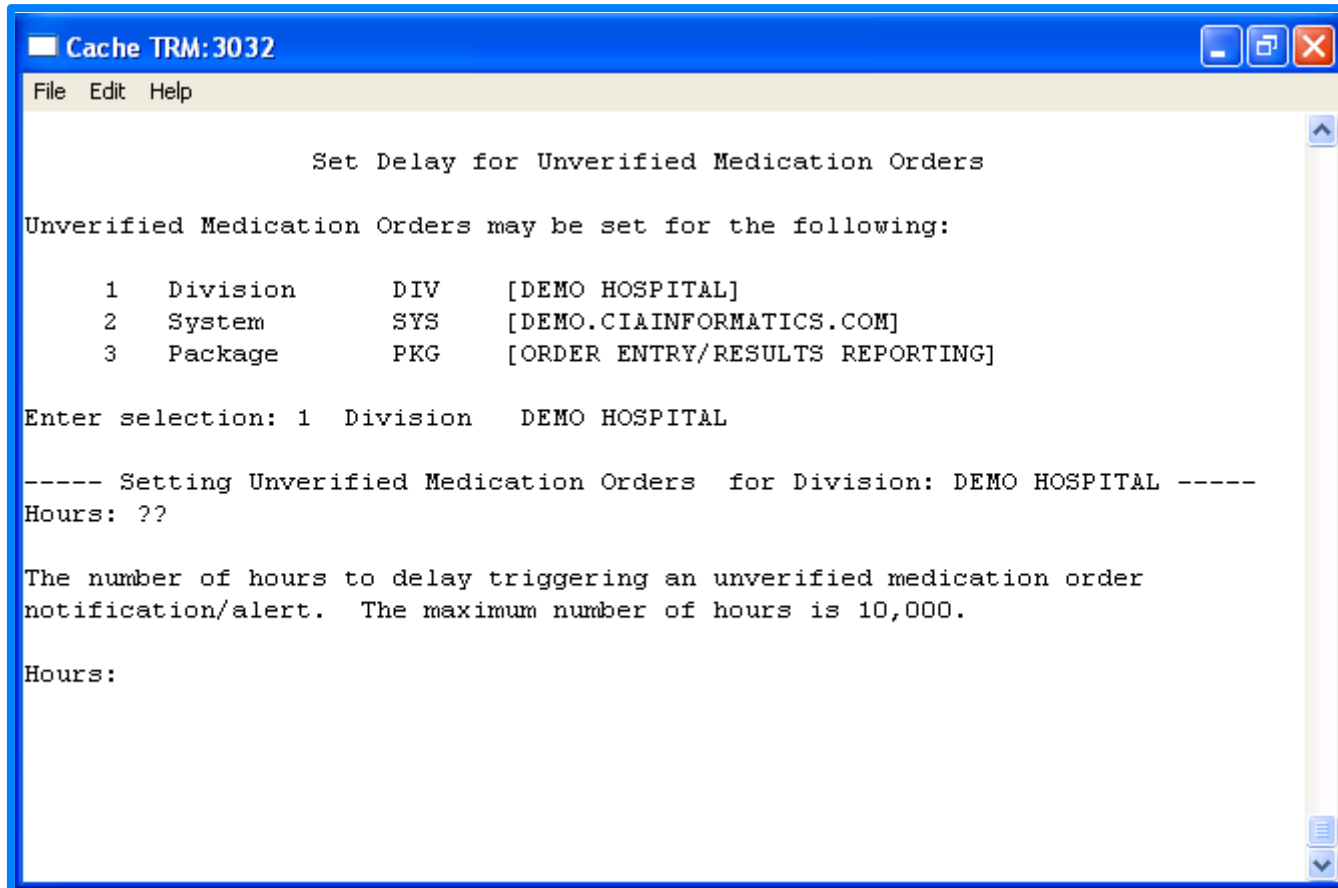 Cache TRM:3032
File Edit Help
Set Delay for Unverified Medication Orders
Unverified Medication Orders may be set for the following:
1 Division DIV [DEMO HOSPITAL]
2 System SYS [DEMO.CIAINFORMATICS.COM]
3 Package PKG [ORDER ENTRY/RESULTS REPORTING]
Enter selection: 1 Division DEMO HOSPITAL
----- Setting Unverified Medication Orders for Division: DEMO HOSPITAL -----
Hours: ??
The number of hours to delay triggering an unverified medication order
notification/alert. The maximum number of hours is 10,000.
Hours: